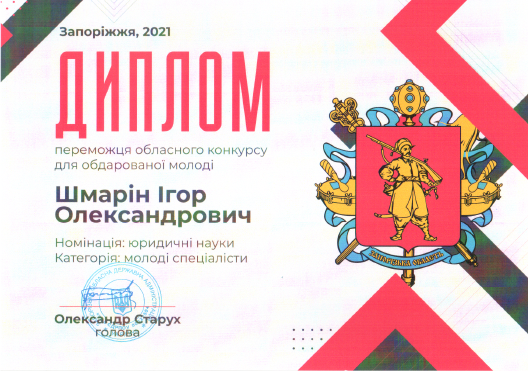 Запоріжжя, 2021
ДИПЛОМ
переможця обласного конкурсу
для обдарованої молоді
Шмарін Ігор
Олександрович
Номінація: юридичні науки
Категорія: молоді спеціалісти
Олександр Старух
голова
ОБЛАСТЬ